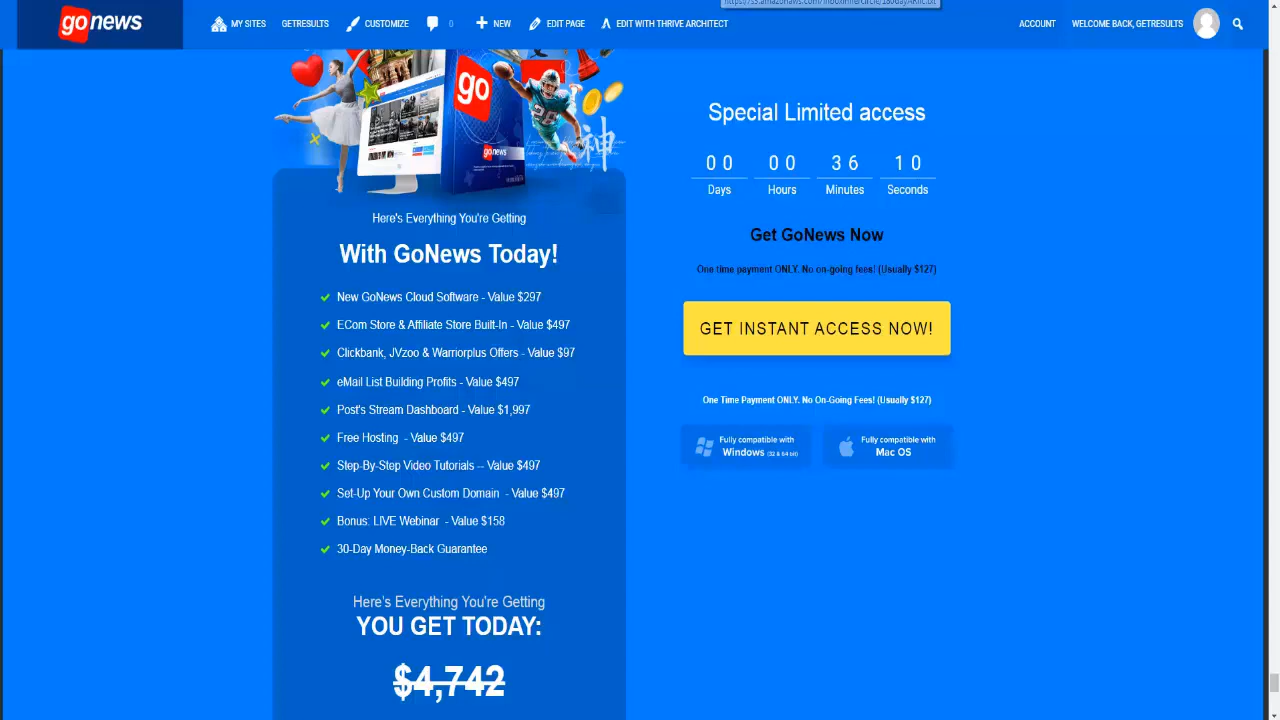 go news
MY SITES
GETRESULTS
CUSTOMIZE
0
NEW
EDIT PAGE
EDIT WITH THRIVE ARCHITECT
ACCOUNT
WELCOME BACK, GETRESULTS
go
gonews
神
Here's Everything You're Getting
With GoNews Today!
New GoNews Cloud Software - Value $297
ECom Store & Affiliate Store Built-In - Value $497
Clickbank, JVzoo & Warriorplus Offers - Value $97
eMail List Building Profits - Value $497
Post's Stream Dashboard - Value $1,997
Free Hosting - Value $497
Step-By-Step Video Tutorials -- Value $497
Set-Up Your Own Custom Domain - Value $497
Bonus: LIVE Webinar - Value $158
30-Day Money-Back Guarantee
Here's Everything You're Getting
YOU GET TODAY:
$4,742
Special Limited access
00 00 36 10
Days Hours Minutes Seconds
Get GoNews Now
One time payment ONLY. No on-going fees! (Usually $127)
GET INSTANT ACCESS NOW!
One Time Payment ONLY. No On-Going Fees! (Usually $127)
Fully compatible with
Windows (32 & 64 bit)
Fully compatible with
Mac OS